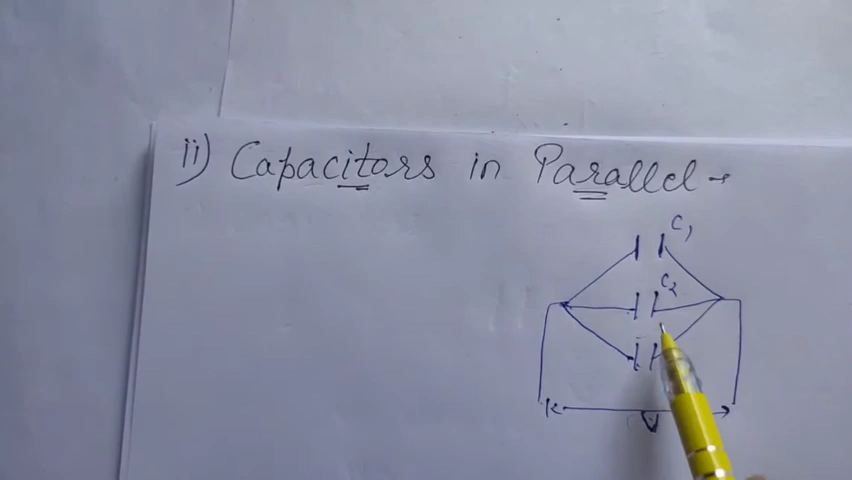 ii) Capacitors in Parallel →
C₁
C₂
V